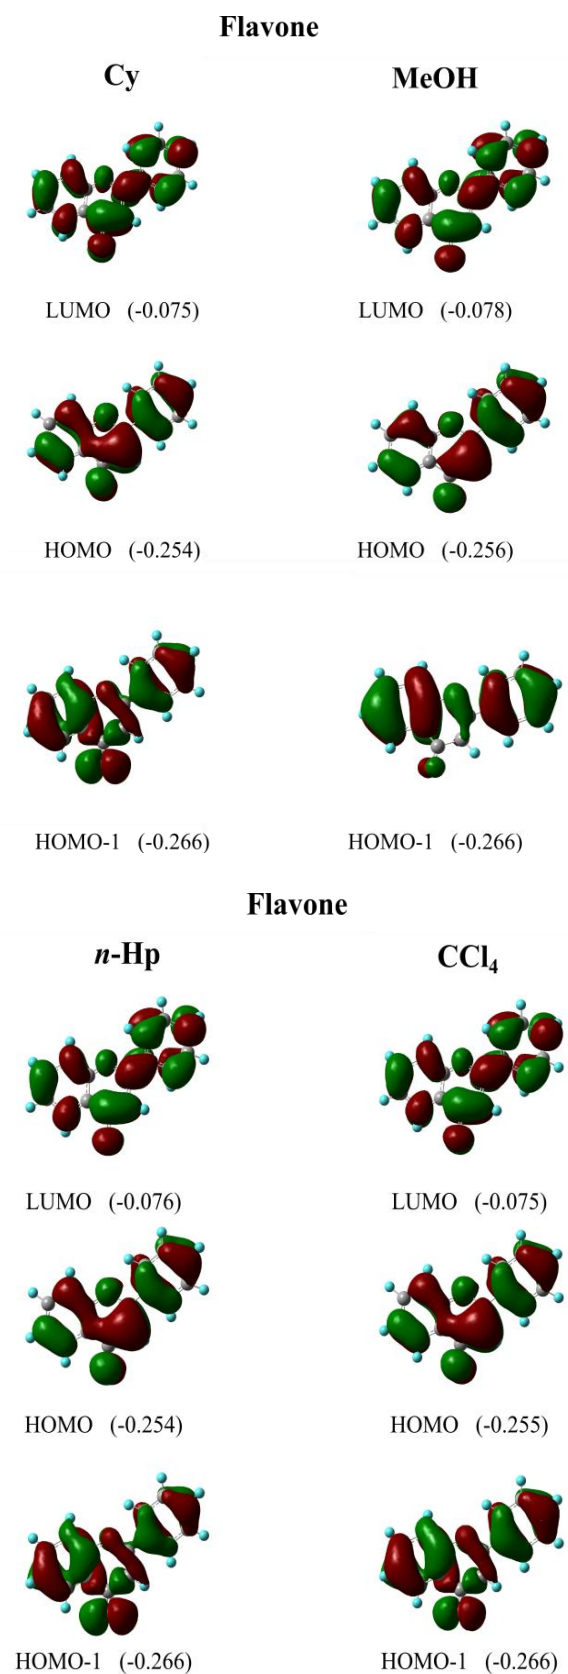 Flavone
Cy MeOH
LUMO (-0.075) LUMO (-0.078)
HOMO (-0.254) HOMO (-0.256)
HOMO-1 (-0.266) HOMO-1 (-0.266)
Flavone
n-Hp CCl₄
LUMO (-0.076) LUMO (-0.075)
HOMO (-0.254) HOMO (-0.255)
HOMO-1 (-0.266) HOMO-1 (-0.266)